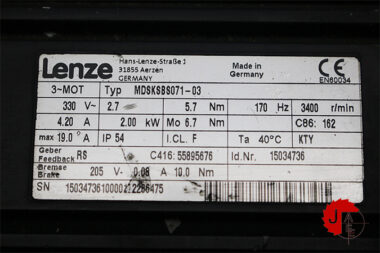 Lenze
Hans-Lenze-Straße 1
31855 Aerzen
GERMANY
Made in
Germany
CE
EN60034
3~MOT Typ MDSKSBS071-03
330 V~ 2.7 5.7 Nm 170 Hz 3400 r/min
4.20 A 2.00 kW Mo 6.7 Nm C86: 162
max 19.0 A IP 54 I.CL F Ta 40°C KTY
Geber
Feedback RS C416: 55895676 Id.Nr. 15034736
Bremse
Brake 205 V- 0.08 A 10.0 Nm
SN